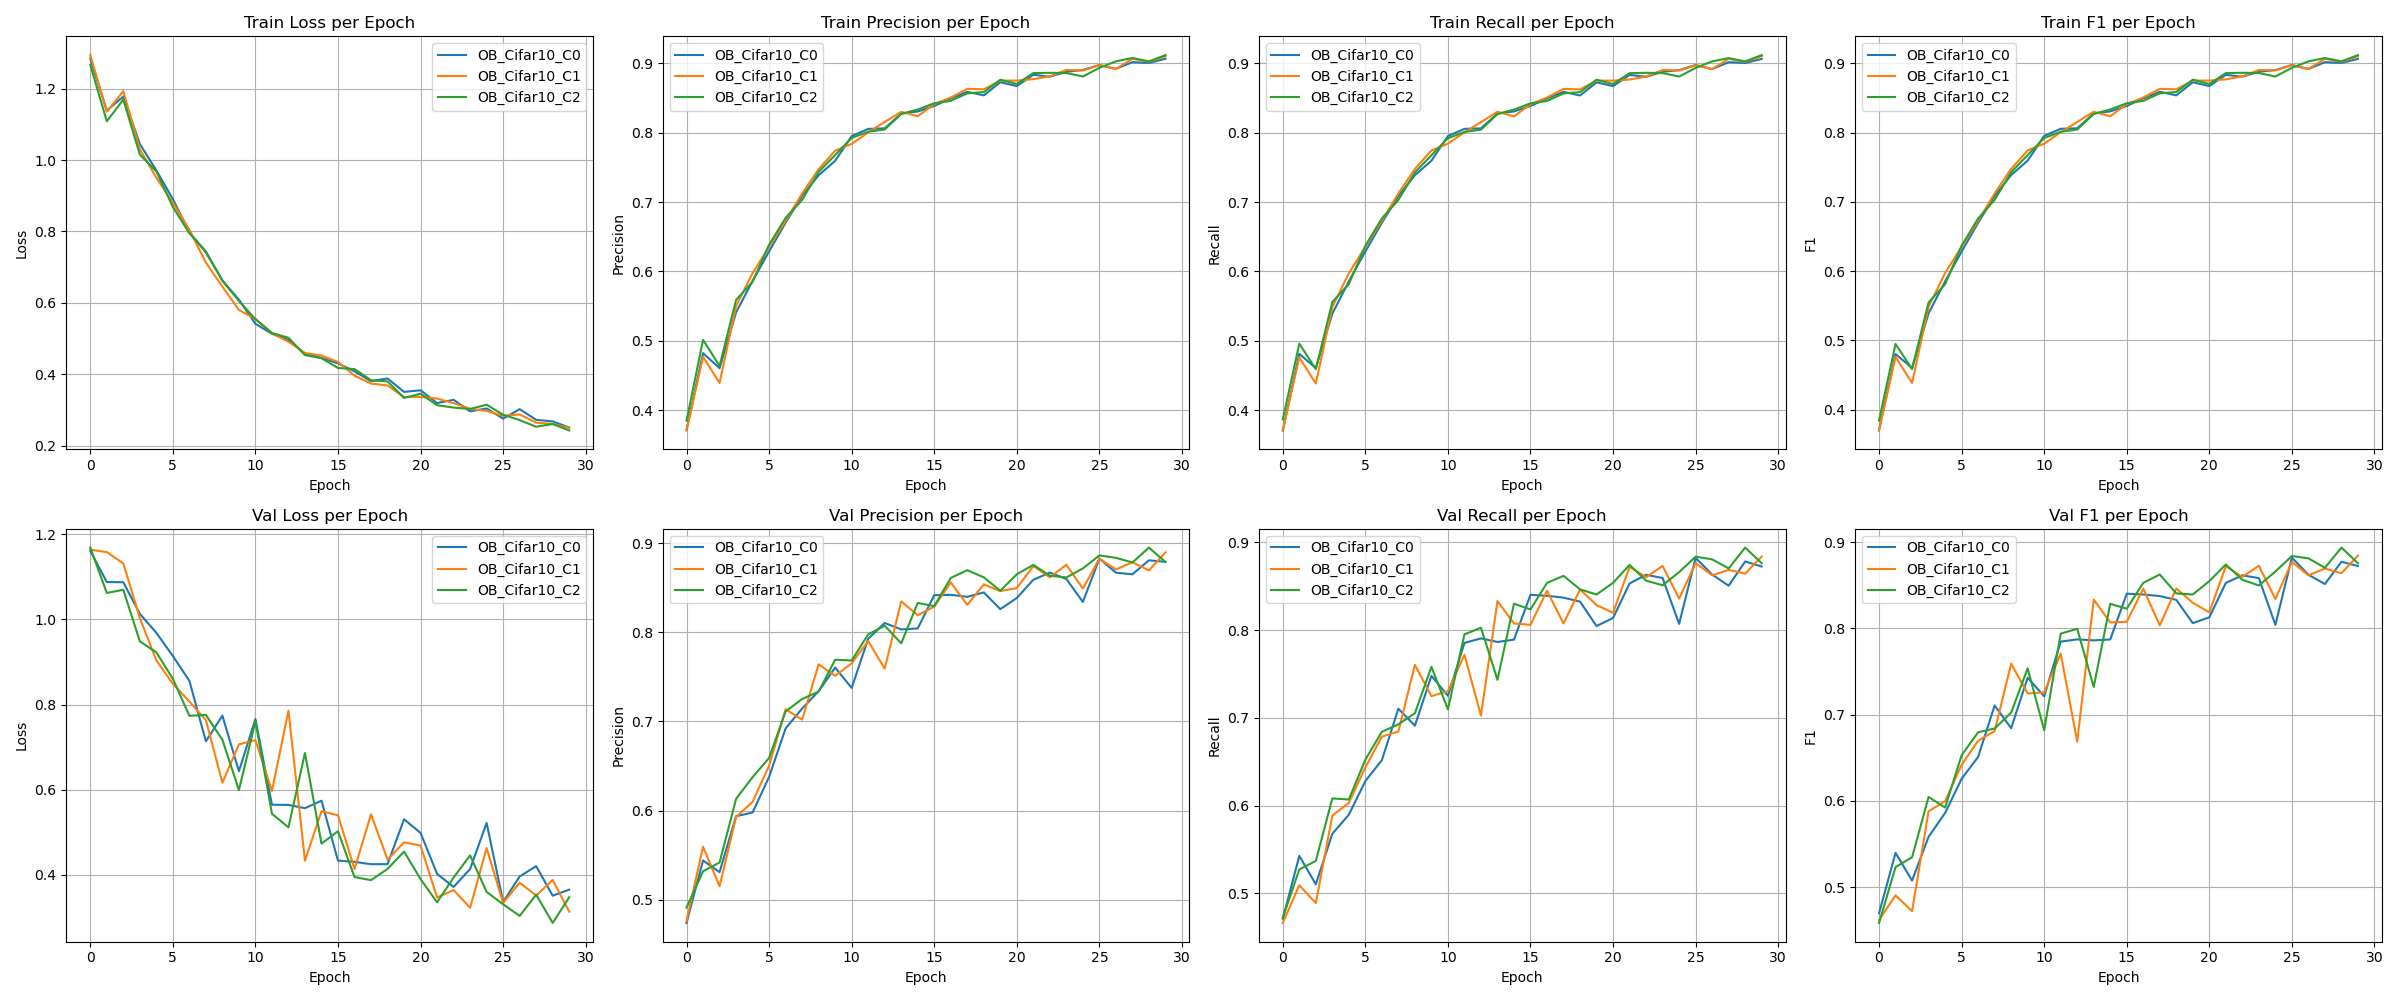 Train Loss per Epoch
OB_Cifar10_C0
OB_Cifar10_C1
OB_Cifar10_C2
1.2
1.0
0.8
0.6
0.4
0.2
Loss
0 5 10 15 20 25 30
Epoch
Train Precision per Epoch
OB_Cifar10_C0
OB_Cifar10_C1
OB_Cifar10_C2
0.9
0.8
0.7
0.6
0.5
0.4
Precision
0 5 10 15 20 25 30
Epoch
Train Recall per Epoch
OB_Cifar10_C0
OB_Cifar10_C1
OB_Cifar10_C2
0.9
0.8
0.7
0.6
0.5
0.4
Recall
0 5 10 15 20 25 30
Epoch
Train F1 per Epoch
OB_Cifar10_C0
OB_Cifar10_C1
OB_Cifar10_C2
0.9
0.8
0.7
0.6
0.5
0.4
F1
0 5 10 15 20 25 30
Epoch
Val Loss per Epoch
OB_Cifar10_C0
OB_Cifar10_C1
OB_Cifar10_C2
1.2
1.0
0.8
0.6
0.4
Loss
0 5 10 15 20 25 30
Epoch
Val Precision per Epoch
OB_Cifar10_C0
OB_Cifar10_C1
OB_Cifar10_C2
0.9
0.8
0.7
0.6
0.5
Precision
0 5 10 15 20 25 30
Epoch
Val Recall per Epoch
OB_Cifar10_C0
OB_Cifar10_C1
OB_Cifar10_C2
0.9
0.8
0.7
0.6
0.5
Recall
0 5 10 15 20 25 30
Epoch
Val F1 per Epoch
OB_Cifar10_C0
OB_Cifar10_C1
OB_Cifar10_C2
0.9
0.8
0.7
0.6
0.5
F1
0 5 10 15 20 25 30
Epoch